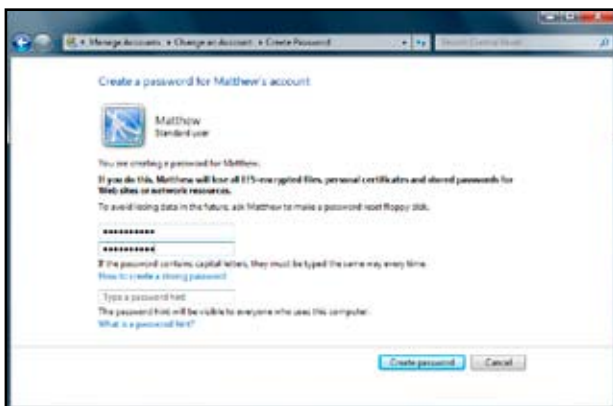 Manage Accounts ▸ Change an Account ▸ Create Password
Search Control Panel
Create a password for Matthew's account
Matthew
Standard user
You are creating a password for Matthew.
If you do this, Matthew will lose all EFS-encrypted files, personal certificates and stored passwords for
Web sites or network resources.
To avoid losing data in the future, ask Matthew to make a password reset floppy disk.
••••••••••
••••••••••
If the password contains capital letters, they must be typed the same way every time.
How to create a strong password
Type a password hint
The password hint will be visible to everyone who uses this computer.
What is a password hint?
Create password
Cancel